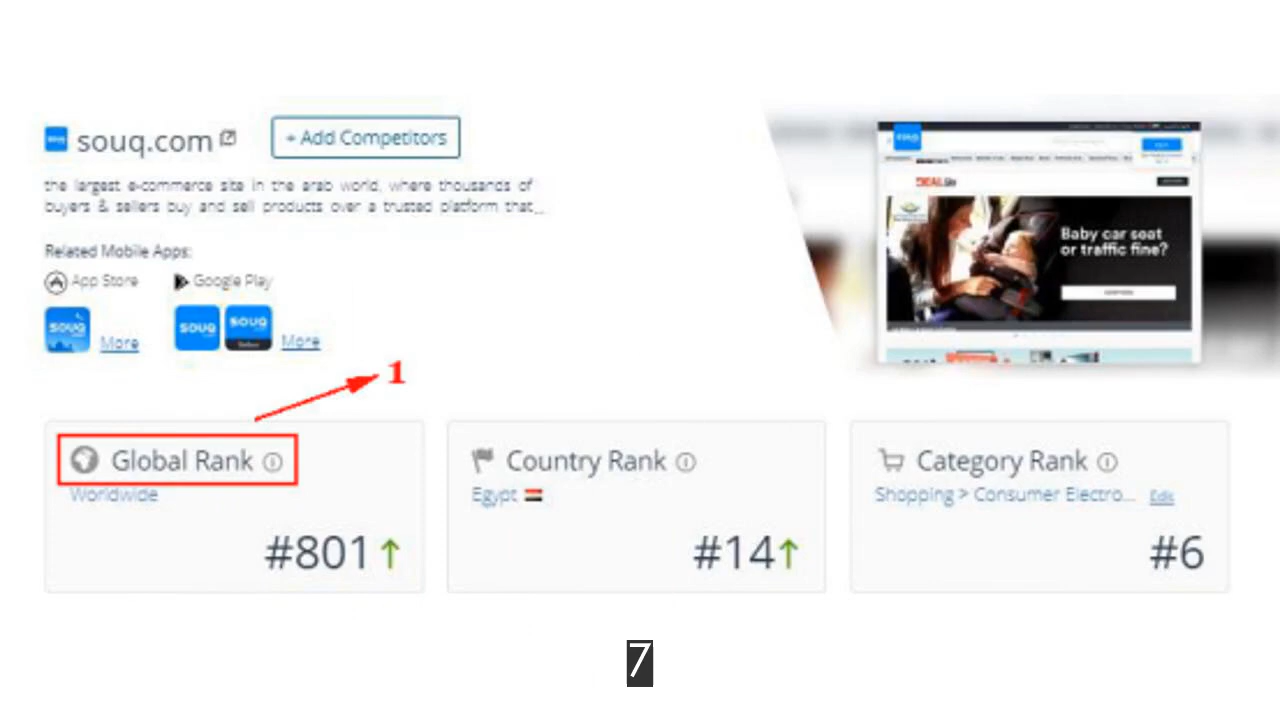 souq.com
+ Add Competitors
the largest e-commerce site in the arab world, where thousands of
buyers & sellers buy and sell products over a trusted platform that...
Related Mobile Apps:
App Store
Google Play
souq
More
souq
souq
More
1
Baby car seat
or traffic fine?
Global Rank
Worldwide
#801
Country Rank
Egypt
#14
Category Rank
Shopping > Consumer Electro... Edit
#6
7